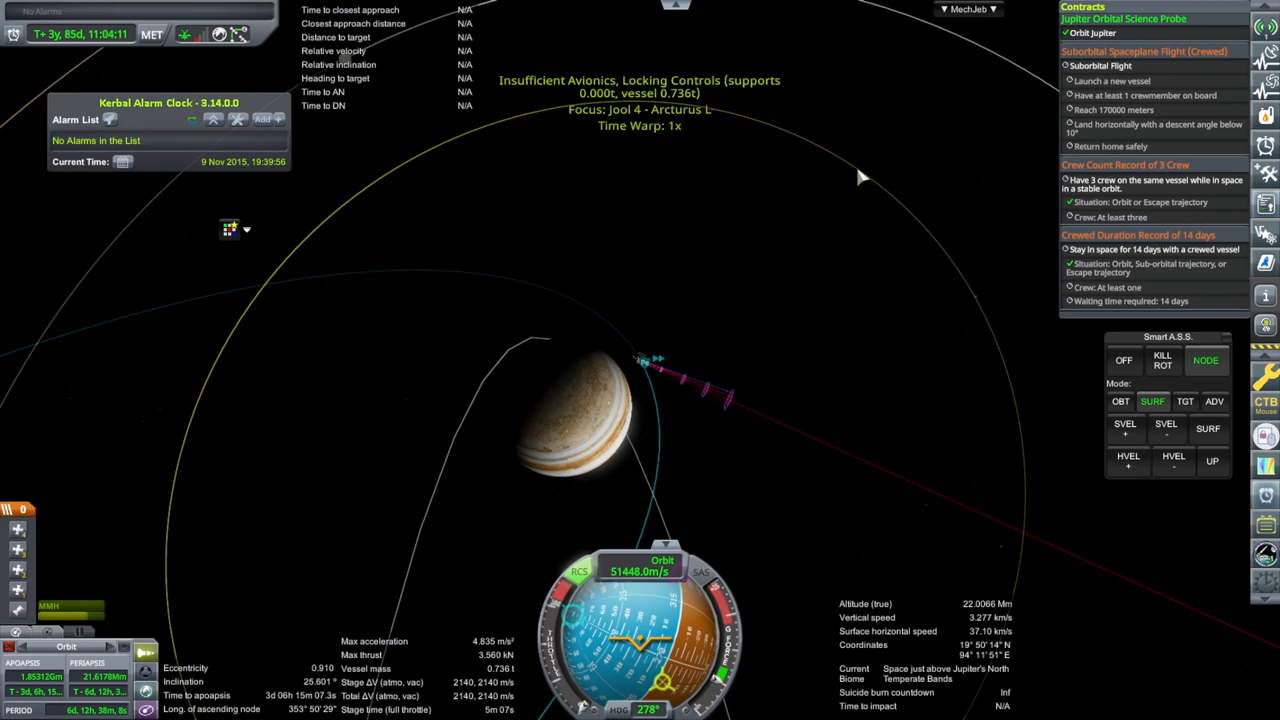 No Alarms
T+ 3y, 85d, 11:04:11
MET
Kerbal Alarm Clock - 3.14.0.0
Alarm List
Add
No Alarms in the List
Current Time:
9 Nov 2015, 19:39:56
Time to closest approach N/A
Closest approach distance N/A
Distance to target N/A
Relative velocity N/A
Relative inclination N/A
Heading to target N/A
Time to AN N/A
Time to DN N/A
Insufficient Avionics, Locking Controls (supports
0.000t, vessel 0.736t)
Focus: Jool 4 - Arcturus L
Time Warp: 1x
▼ MechJeb ▼
Contracts
Jupiter Orbital Science Probe
Orbit Jupiter
Suborbital Spaceplane Flight (Crewed)
Suborbital Flight
Launch a new vessel
Have at least 1 crewmember on board
Reach 170000 meters
Land horizontally with a descent angle below
10°
Return home safely
Crew Count Record of 3 Crew
Have 3 crew on the same vessel while in space
in a stable orbit.
Situation: Orbit or Escape trajectory
Crew: At least three
Crewed Duration Record of 14 days
Stay in space for 14 days with a crewed vessel
Situation: Orbit, Sub-orbital trajectory, or
Escape trajectory
Crew: At least one
Waiting time required: 14 days
Smart A.S.S.
OFF
KILL
ROT
NODE
Mode:
OBT
SURF
TGT
ADV
SVEL
+
SVEL
-
SURF
HVEL
+
HVEL
-
UP
CTB
Mouse
0
MMH
Orbit
APOAPSIS
PERIAPSIS
1.85312Gm
21.6178Mm
T - 3d, 6h, 15...
T - 6d, 12h, 3...
PERIOD
6d, 12h, 38m, 8s
Eccentricity 0.910
Inclination 25.601 °
Time to apoapsis 3d 06h 15m 07.3s
Long. of ascending node 353° 50' 29"
Max acceleration 4.835 m/s²
Max thrust 3.560 kN
Vessel mass 0.736 t
Stage ΔV (atmo, vac) 2140, 2140 m/s
Total ΔV (atmo, vac) 2140, 2140 m/s
Stage time (full throttle) 5m 07s
RCS
Orbit
51448.0m/s
SAS
315
HDG 278°
Altitude (true) 22.0066 Mm
Vertical speed 3.277 km/s
Surface horizontal speed 37.10 km/s
Coordinates 19° 50' 14" N
94° 11' 51" E
Current Space just above Jupiter's North
Biome Temperate Bands
Suicide burn countdown Inf
Time to impact N/A